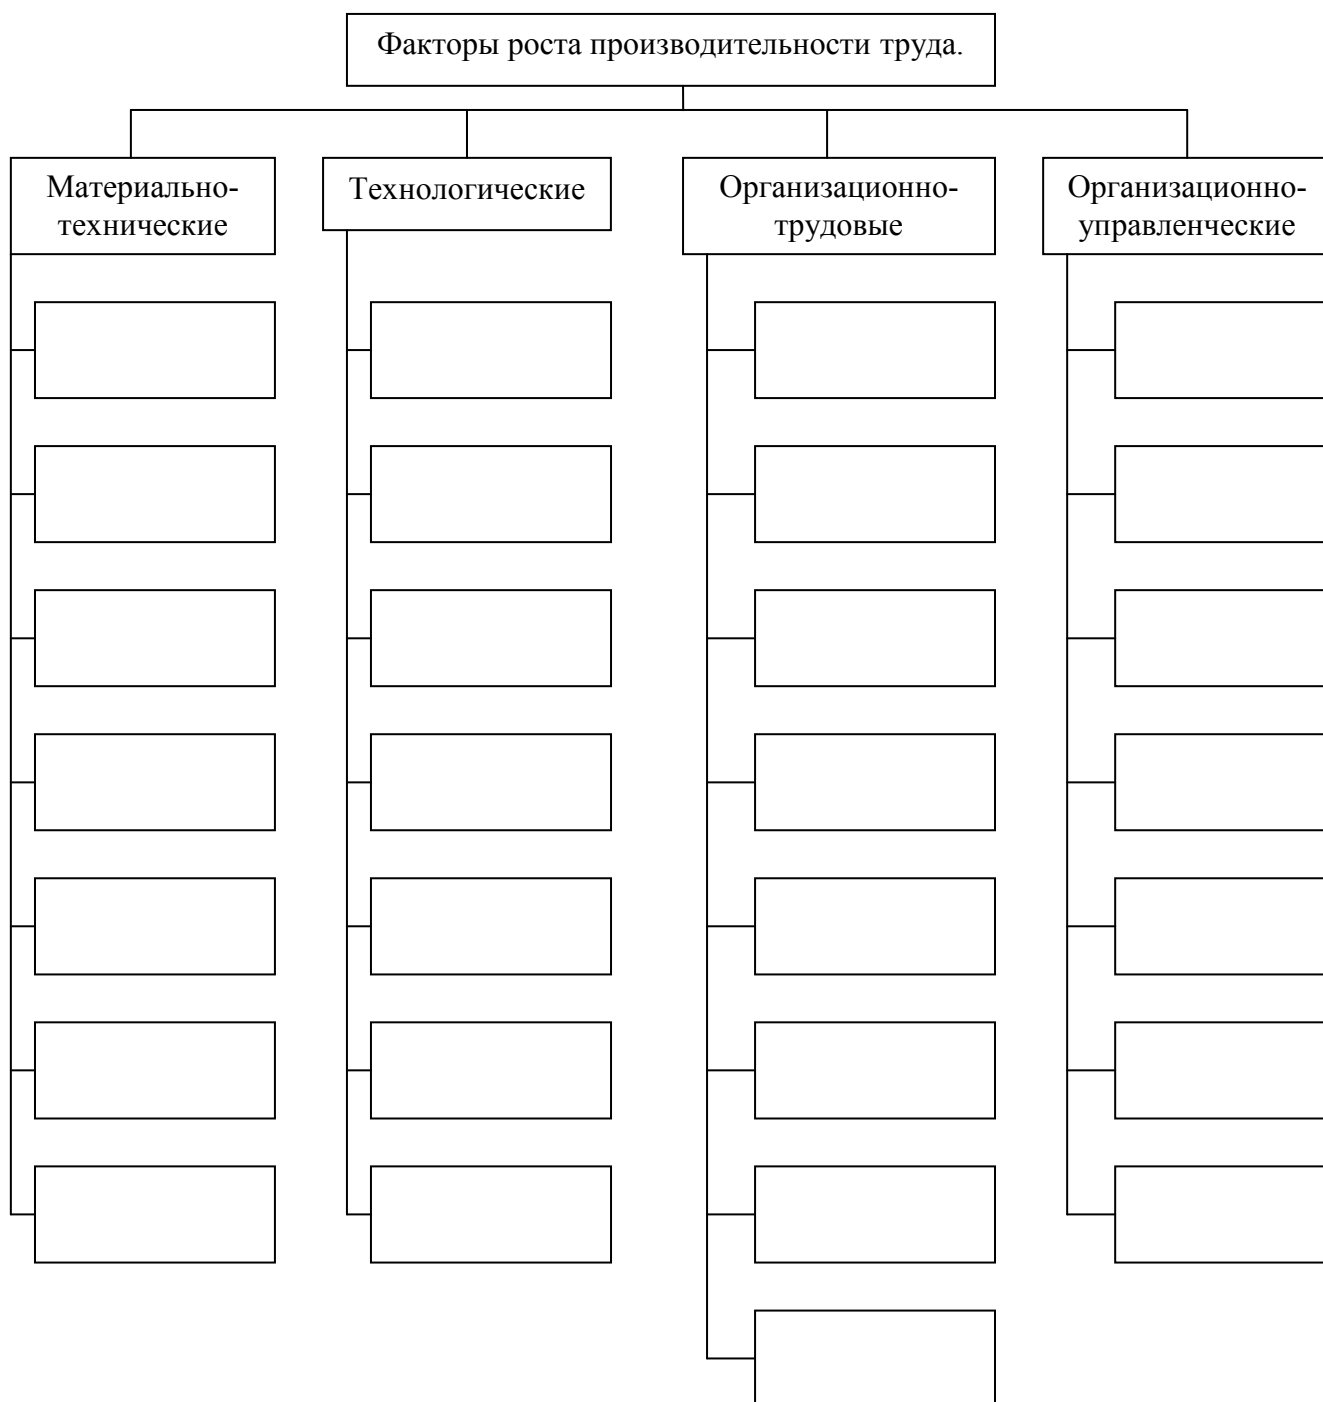 Факторы роста производительности труда.
Материально-
технические
Технологические
Организационно-
трудовые
Организационно-
управленческие